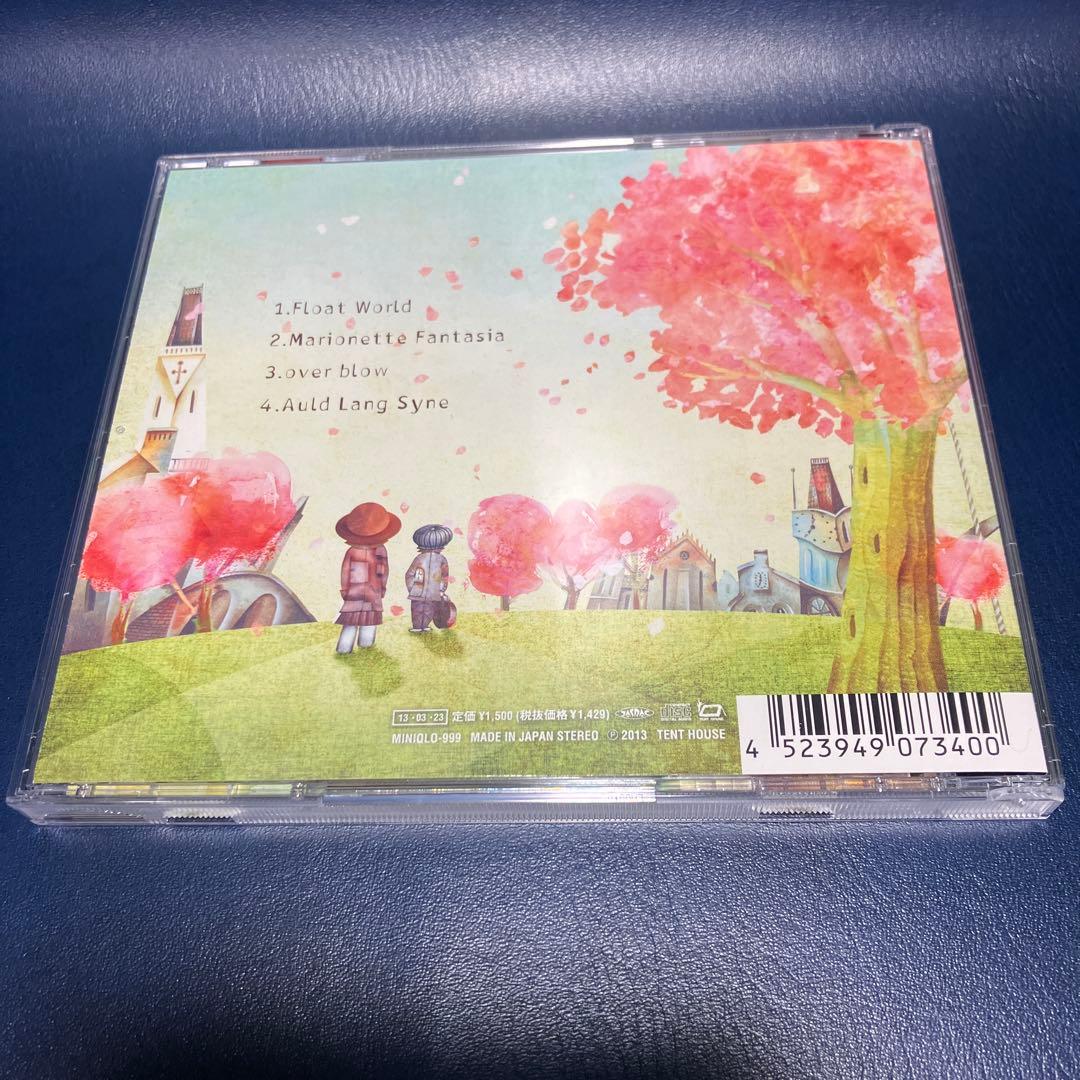 1.Float World
2.Marionette Fantasia
3.over blow
4.Auld Lang Syne
13・03・23 定価 ¥1,500 (税抜価格 ¥1,429)
MINIQLO-999 MADE IN JAPAN STEREO Ⓟ 2013 TENT HOUSE
4 523949 073400